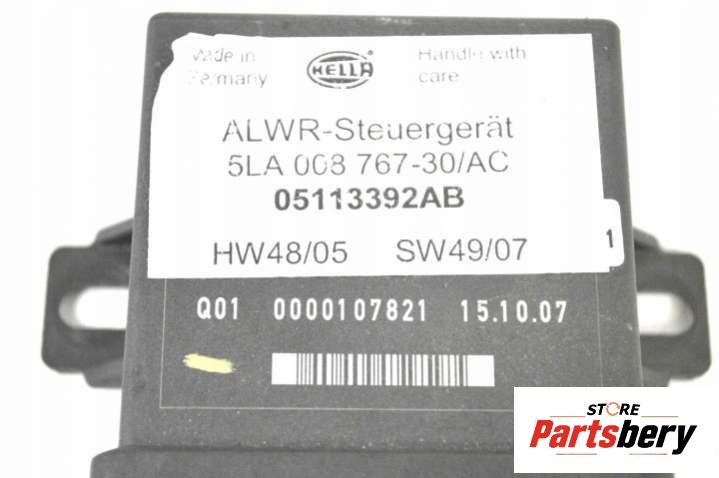 Made in
Germany
HELLA
Handle with
care
ALWR-Steuergerät
5LA 008 767-30/AC
05113392AB
HW48/05 SW49/07
1
Q01 0000107821 15.10.07
STORE
Partsbery